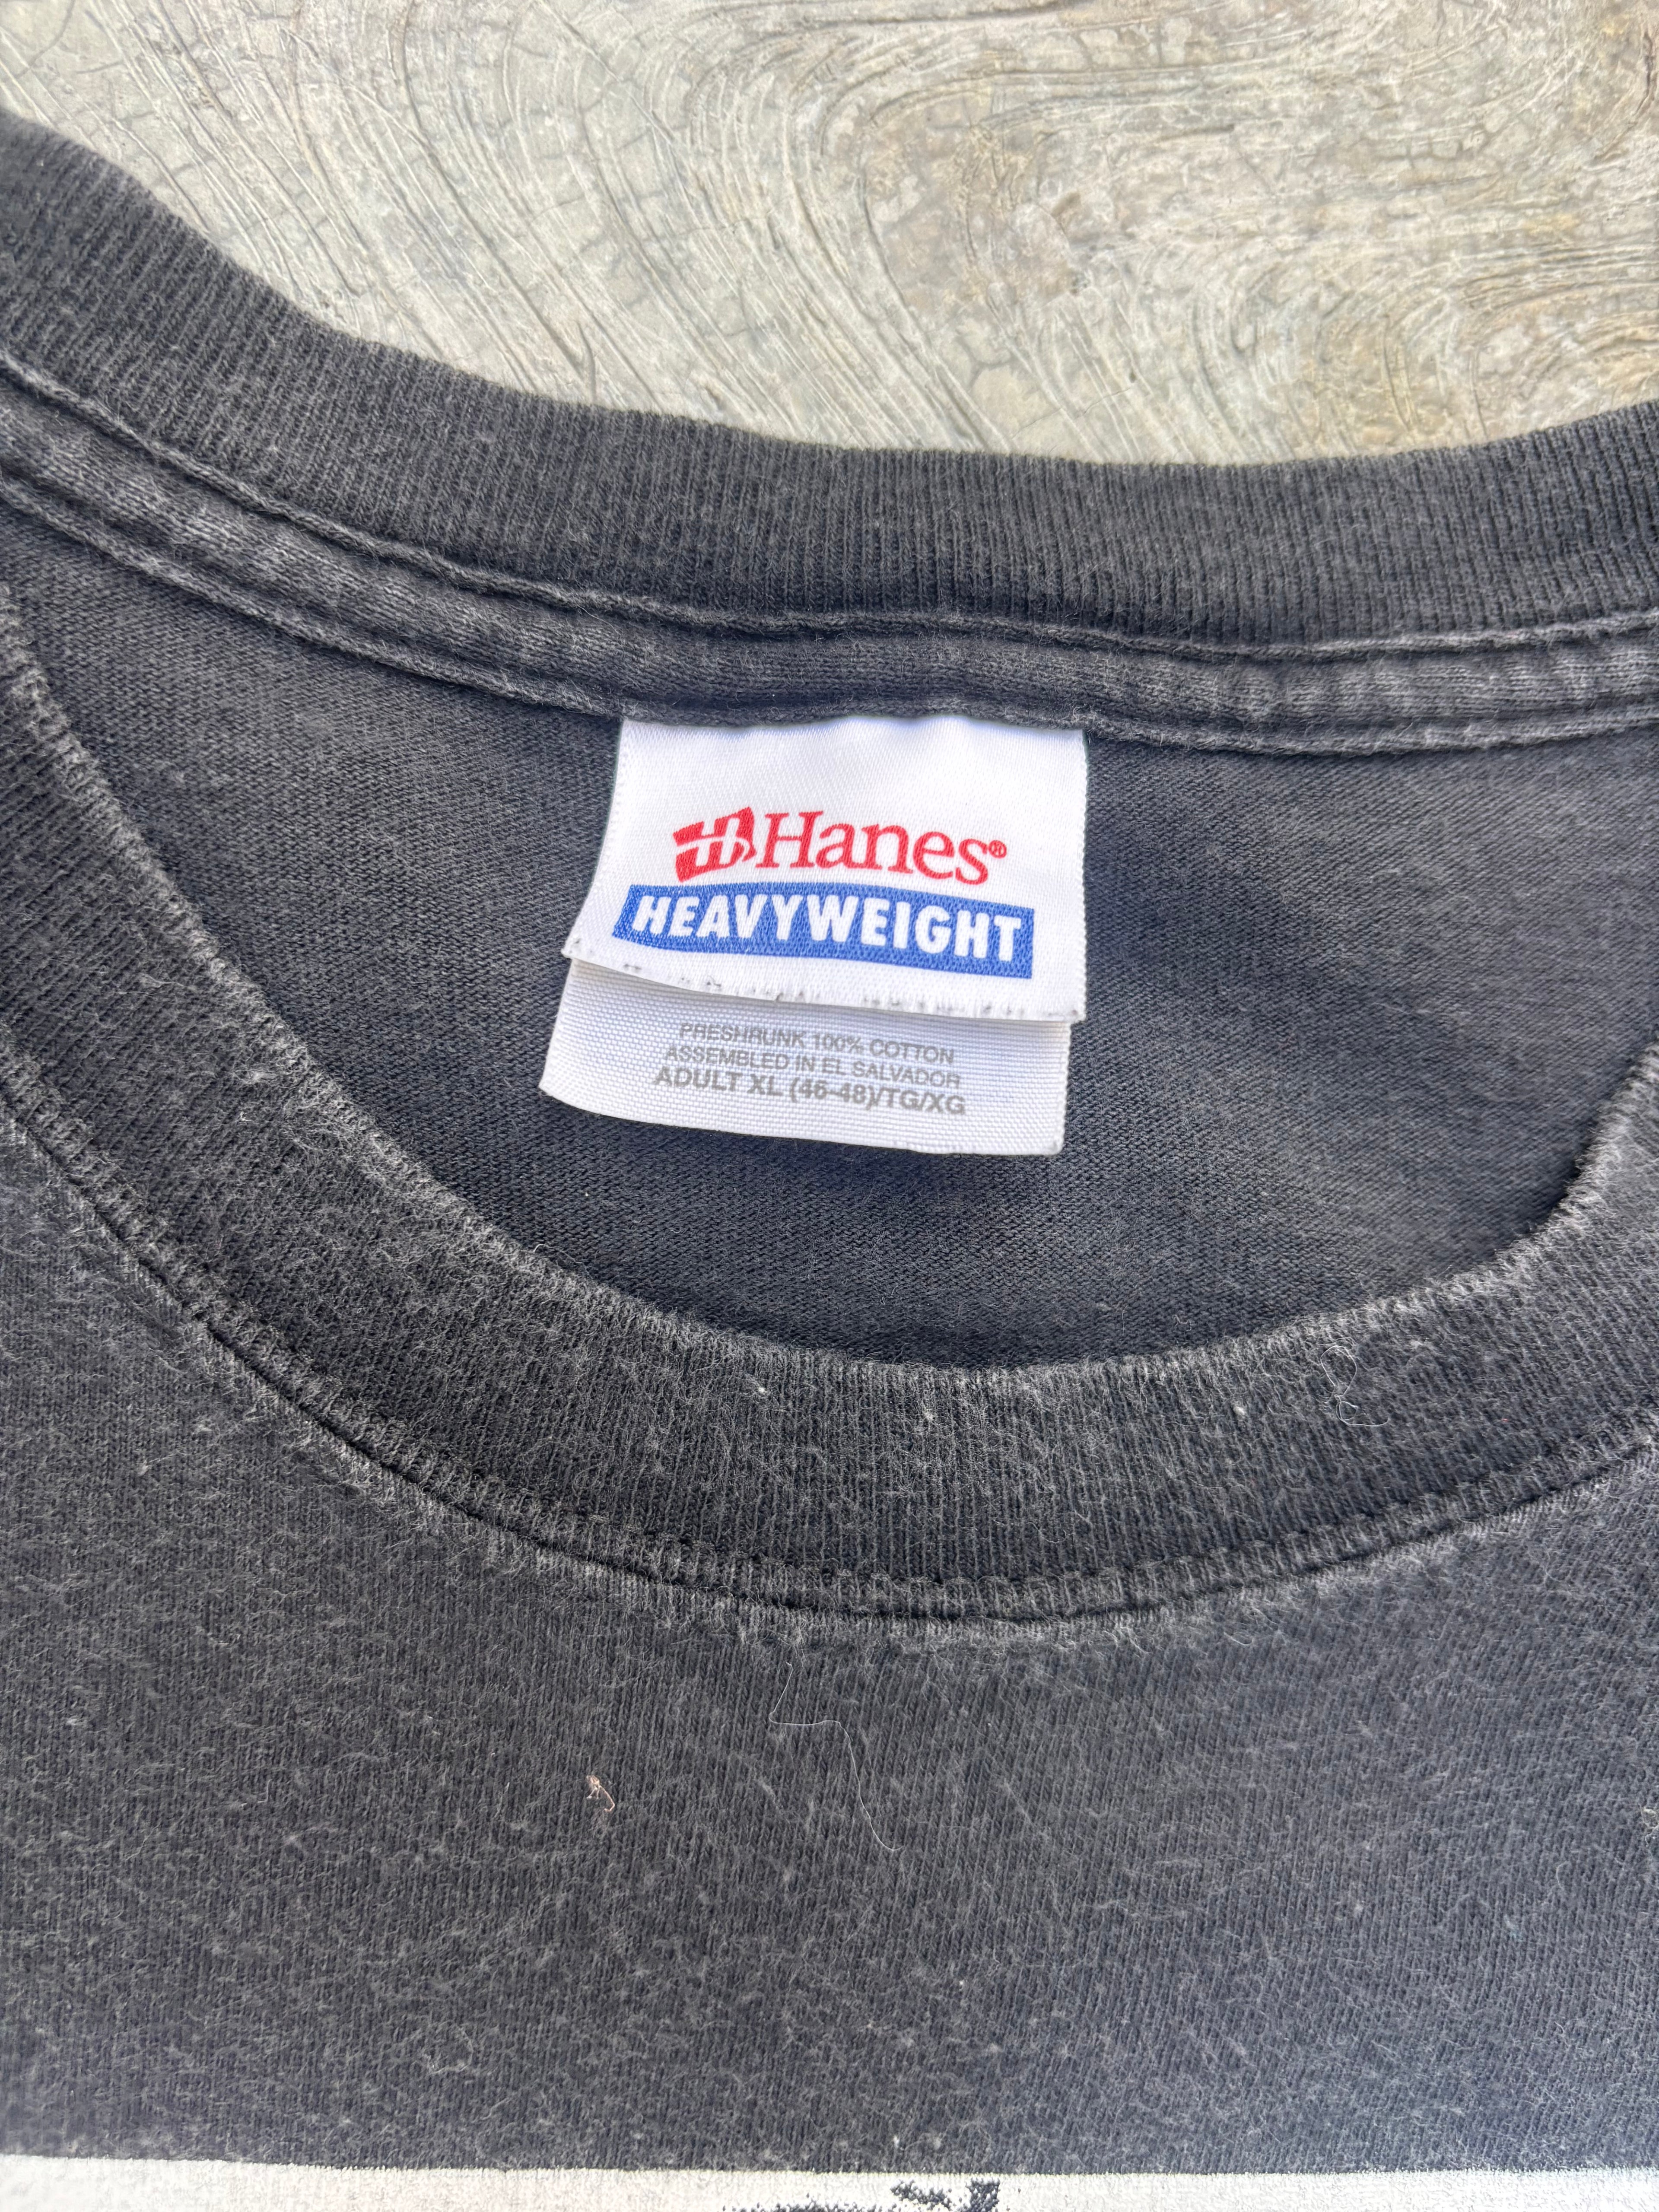 Hanes®
HEAVYWEIGHT
PRESHRUNK 100% COTTON
ASSEMBLED IN EL SALVADOR
ADULT XL (46-48)/TG/XG